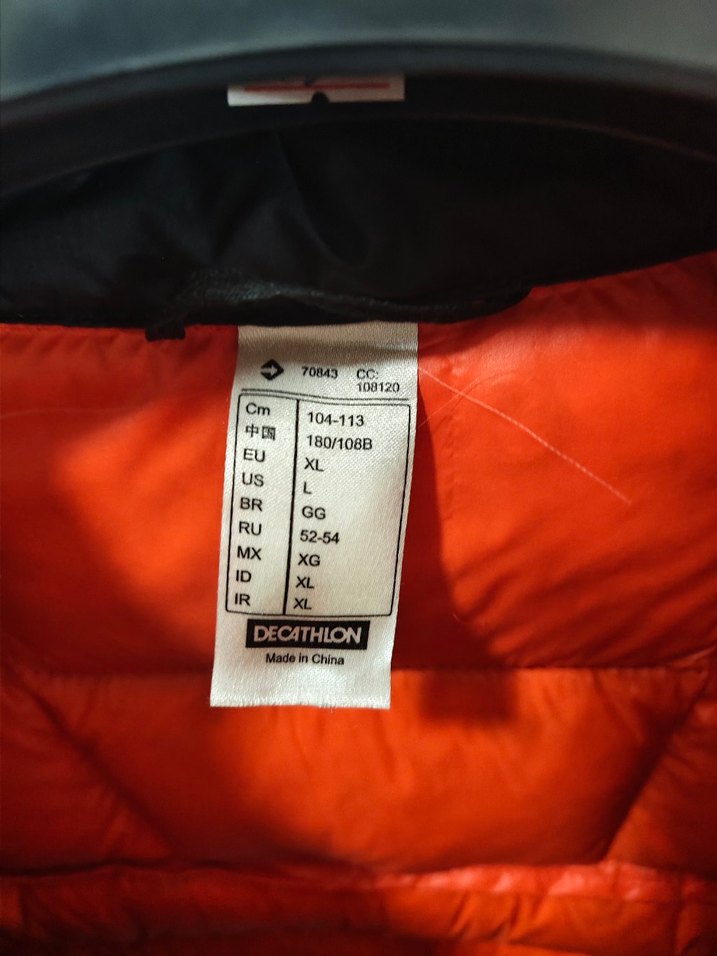 70843 CC:
108120
Cm 104-113
中国 180/108B
EU XL
US L
BR GG
RU 52-54
MX XG
ID XL
IR XL
DECATHLON
Made in China